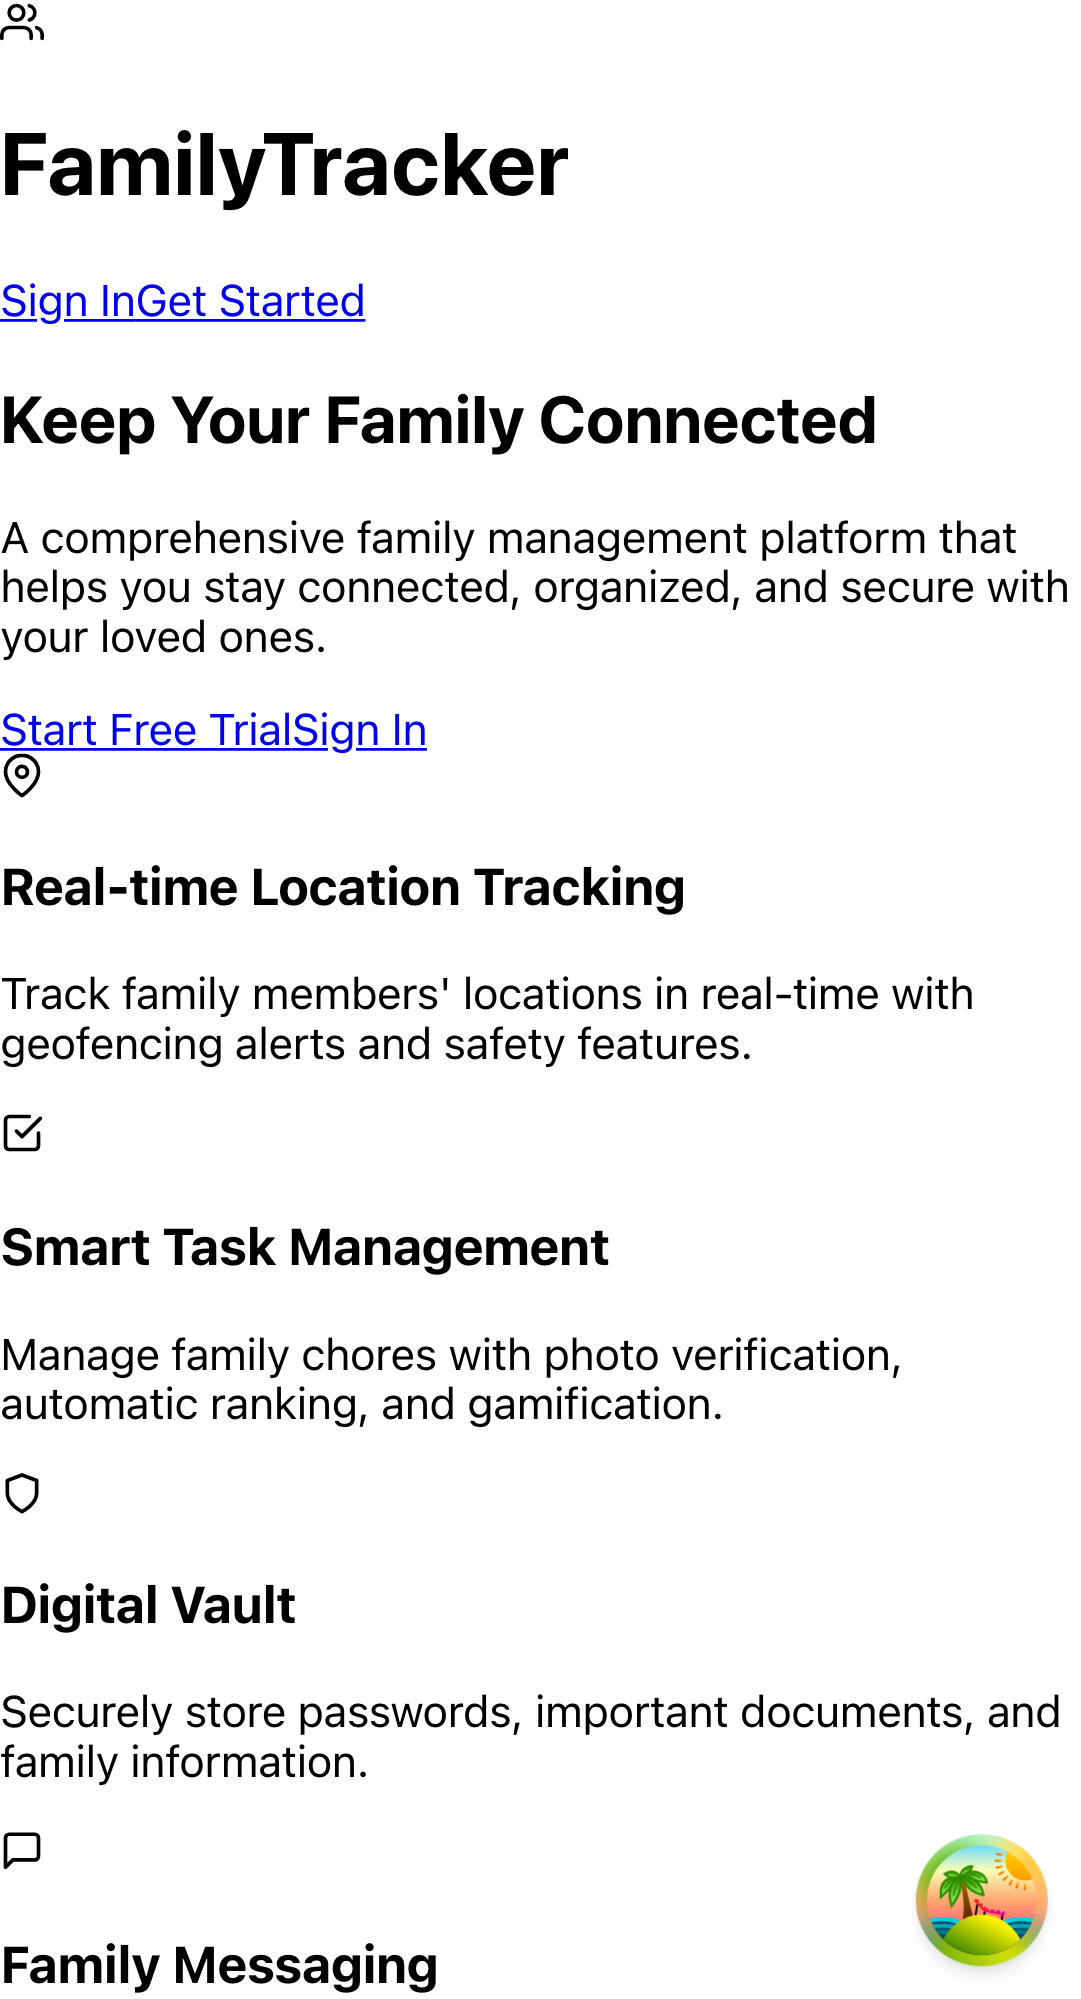 FamilyTracker
Sign InGet Started
Keep Your Family Connected
A comprehensive family management platform that
helps you stay connected, organized, and secure with
your loved ones.
Start Free TrialSign In
Real-time Location Tracking
Track family members' locations in real-time with
geofencing alerts and safety features.
Smart Task Management
Manage family chores with photo verification,
automatic ranking, and gamification.
Digital Vault
Securely store passwords, important documents, and
family information.
Family Messaging